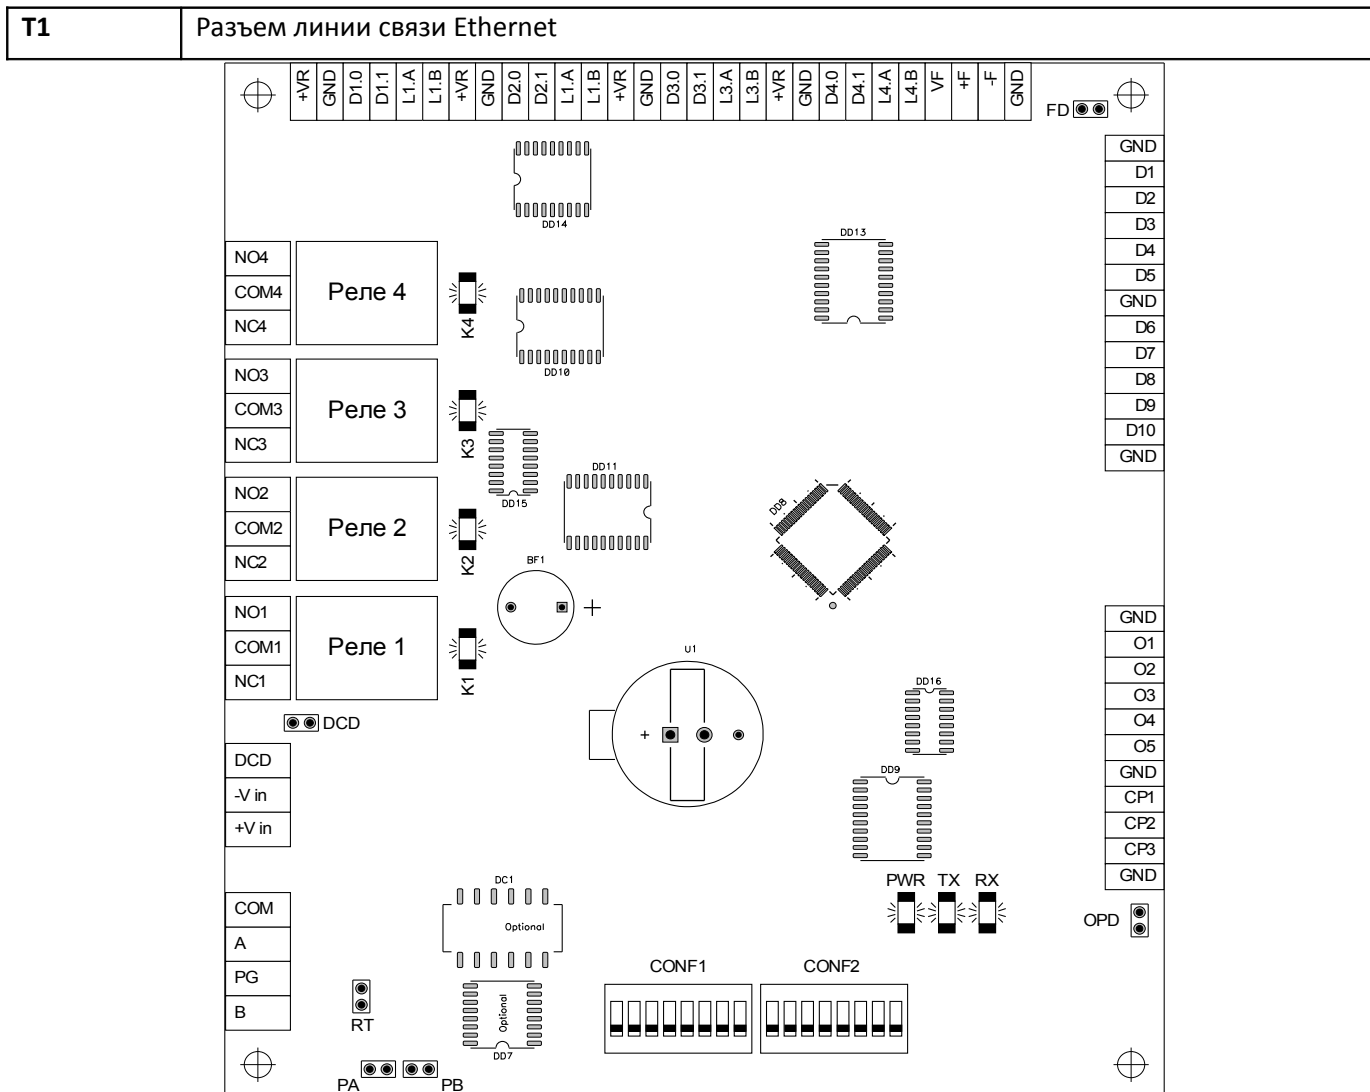 T1 Разъем линии связи Ethernet
+VR GND D1.0 D1.1 L1.A L1.B +VR GND D2.0 D2.1 L1.A L1.B +VR GND D3.0 D3.1 L3.A L3.B +VR GND D4.0 D4.1 L4.A L4.B VF +F -F GND
FD
GND
D1
D2
D3
D4
D5
GND
D6
D7
D8
D9
D10
GND
DD14
DD13
NO4
COM4
NC4
Реле 4
K4
DD10
NO3
COM3
NC3
Реле 3
K3
DD15
DD11
DD8
NO2
COM2
NC2
Реле 2
K2
BF1
+
NO1
COM1
NC1
Реле 1
K1
U1
+
DD16
DD9
GND
O1
O2
O3
O4
O5
GND
CP1
CP2
CP3
GND
DCD
DCD
-V in
+V in
PWR TX RX
OPD
COM
A
PG
B
DC1
Optional
CONF1 CONF2
RT
Optional
DD7
PA PB